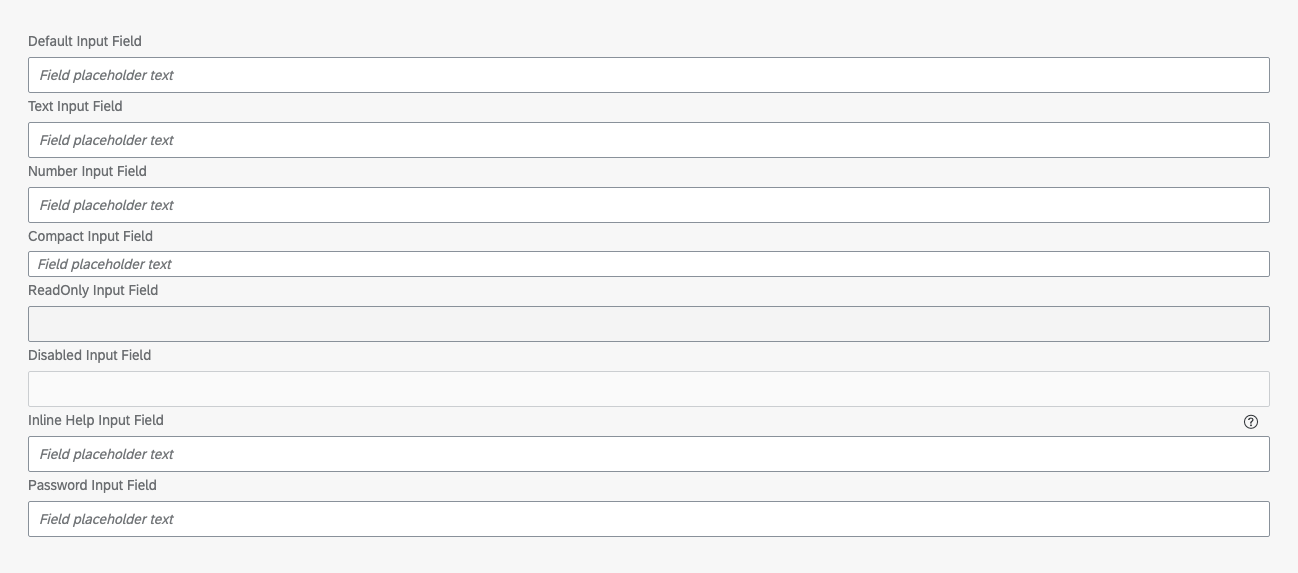 Default Input Field
Field placeholder text
Text Input Field
Field placeholder text
Number Input Field
Field placeholder text
Compact Input Field
Field placeholder text
ReadOnly Input Field
Disabled Input Field
Inline Help Input Field ?
Field placeholder text
Password Input Field
Field placeholder text